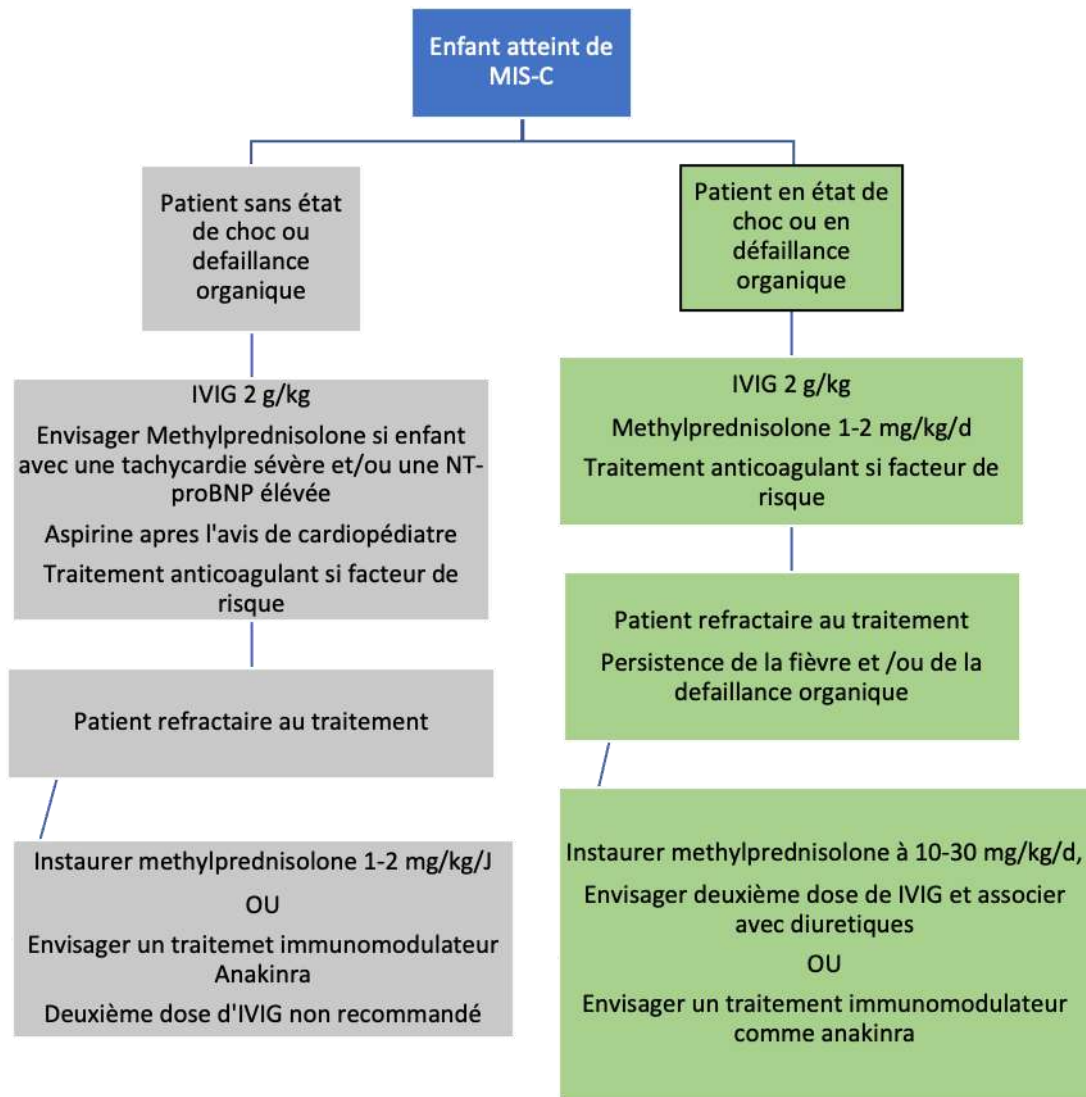 Enfant atteint de
MIS-C
Patient sans état
de choc ou
defaillance
organique
IVIG 2 g/kg
Envisager Methylprednisolone si enfant
avec une tachycardie sévère et/ou une NT-
proBNP élévée
Aspirine apres l'avis de cardiopédiatre
Traitement anticoagulant si facteur de
risque
Patient refractaire au traitement
Instaurer methylprednisolone 1-2 mg/kg/J
OU
Envisager un traitemet immunomodulateur
Anakinra
Deuxième dose d'IVIG non recommandé
Patient en état de
choc ou en
défaillance
organique
IVIG 2 g/kg
Methylprednisolone 1-2 mg/kg/d
Traitement anticoagulant si facteur de
risque
Patient refractaire au traitement
Persistence de la fièvre et /ou de la
defaillance organique
Instaurer methylprednisolone à 10-30 mg/kg/d,
Envisager deuxième dose de IVIG et associer
avec diuretiques
OU
Envisager un traitement immunomodulateur
comme anakinra